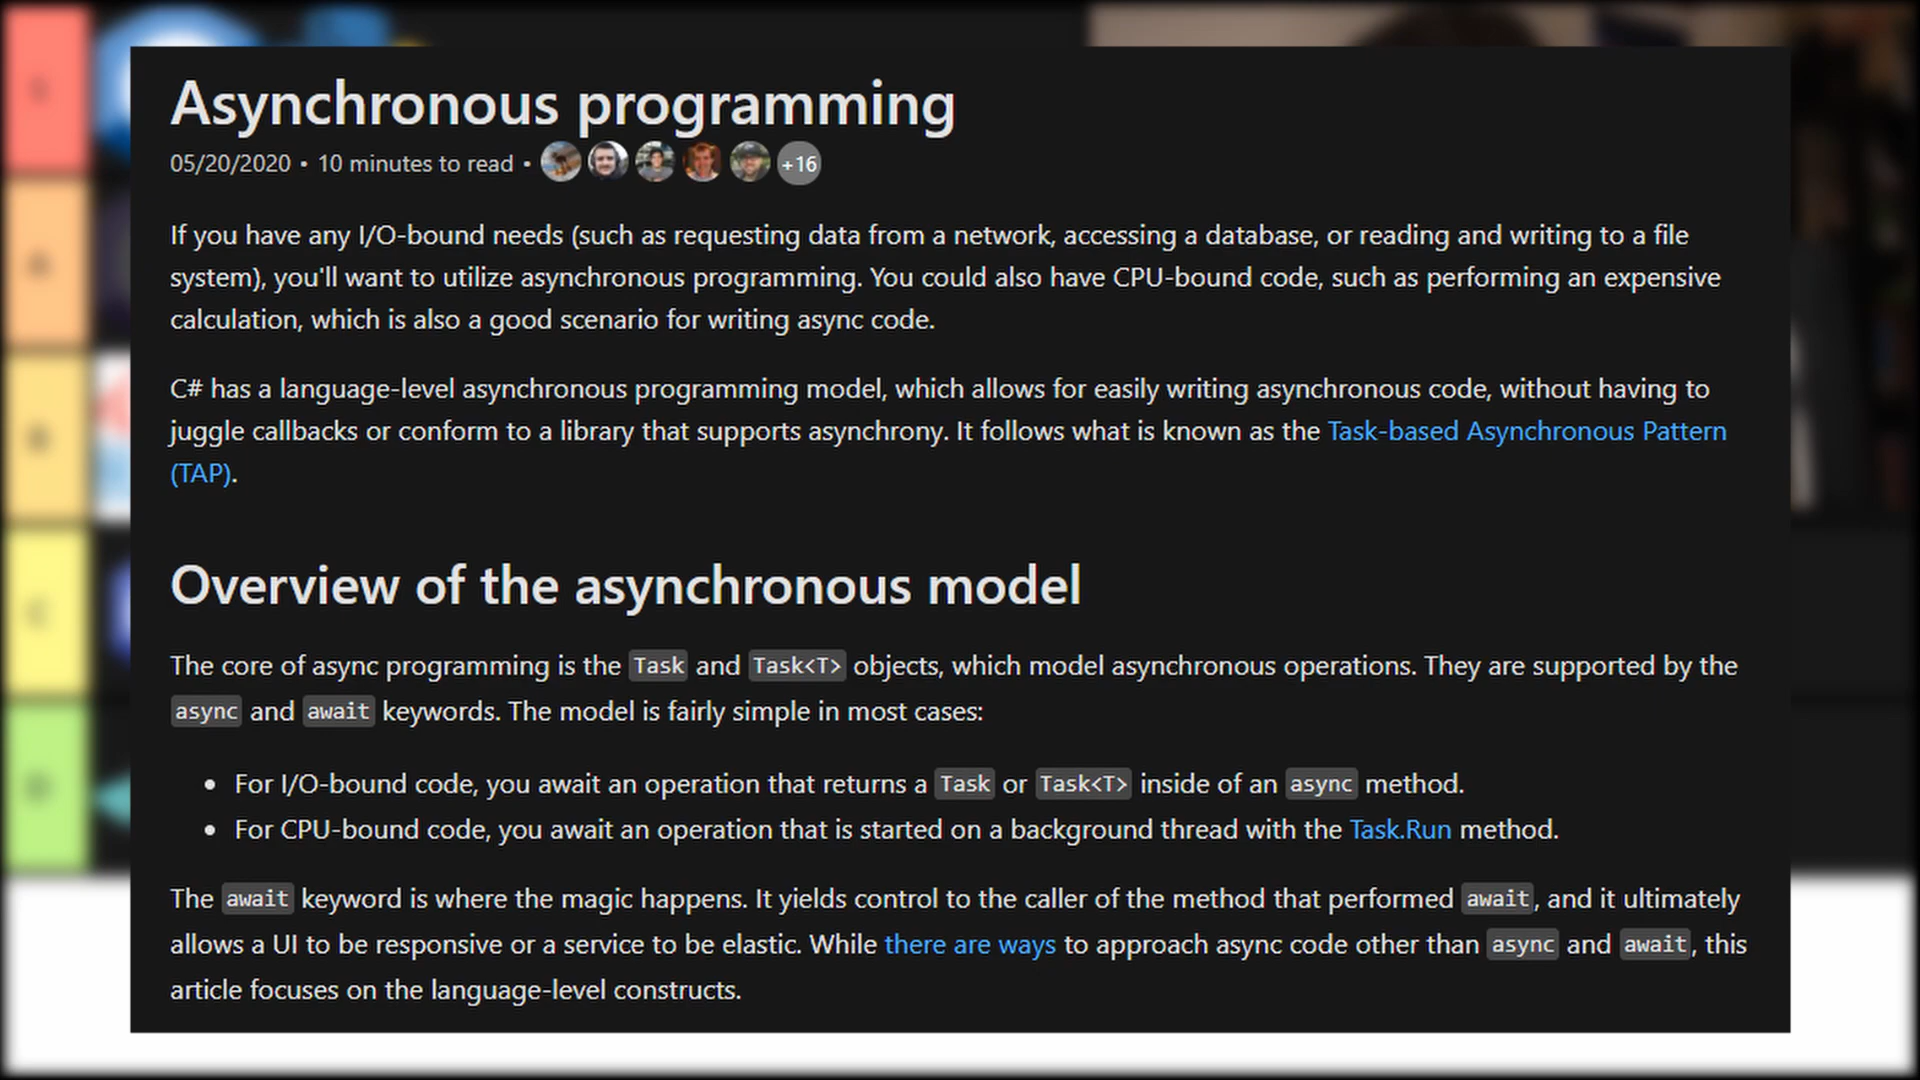 Asynchronous programming
05/20/2020 • 10 minutes to read • +16
If you have any I/O-bound needs (such as requesting data from a network, accessing a database, or reading and writing to a file
system), you'll want to utilize asynchronous programming. You could also have CPU-bound code, such as performing an expensive
calculation, which is also a good scenario for writing async code.
C# has a language-level asynchronous programming model, which allows for easily writing asynchronous code, without having to
juggle callbacks or conform to a library that supports asynchrony. It follows what is known as the Task-based Asynchronous Pattern
(TAP).
Overview of the asynchronous model
The core of async programming is the Task and Task<T> objects, which model asynchronous operations. They are supported by the
async and await keywords. The model is fairly simple in most cases:
• For I/O-bound code, you await an operation that returns a Task or Task<T> inside of an async method.
• For CPU-bound code, you await an operation that is started on a background thread with the Task.Run method.
The await keyword is where the magic happens. It yields control to the caller of the method that performed await, and it ultimately
allows a UI to be responsive or a service to be elastic. While there are ways to approach async code other than async and await, this
article focuses on the language-level constructs.